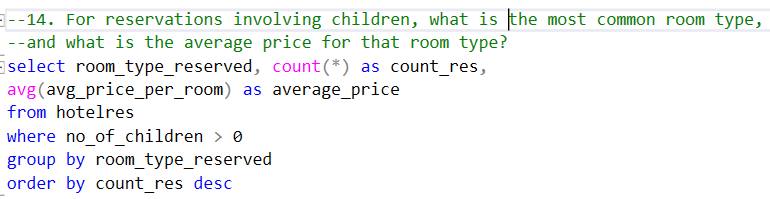 --14. For reservations involving children, what is the most common room type,
--and what is the average price for that room type?
select room_type_reserved, count(*) as count_res,
avg(avg_price_per_room) as average_price
from hotelres
where no_of_children > 0
group by room_type_reserved
order by count_res desc